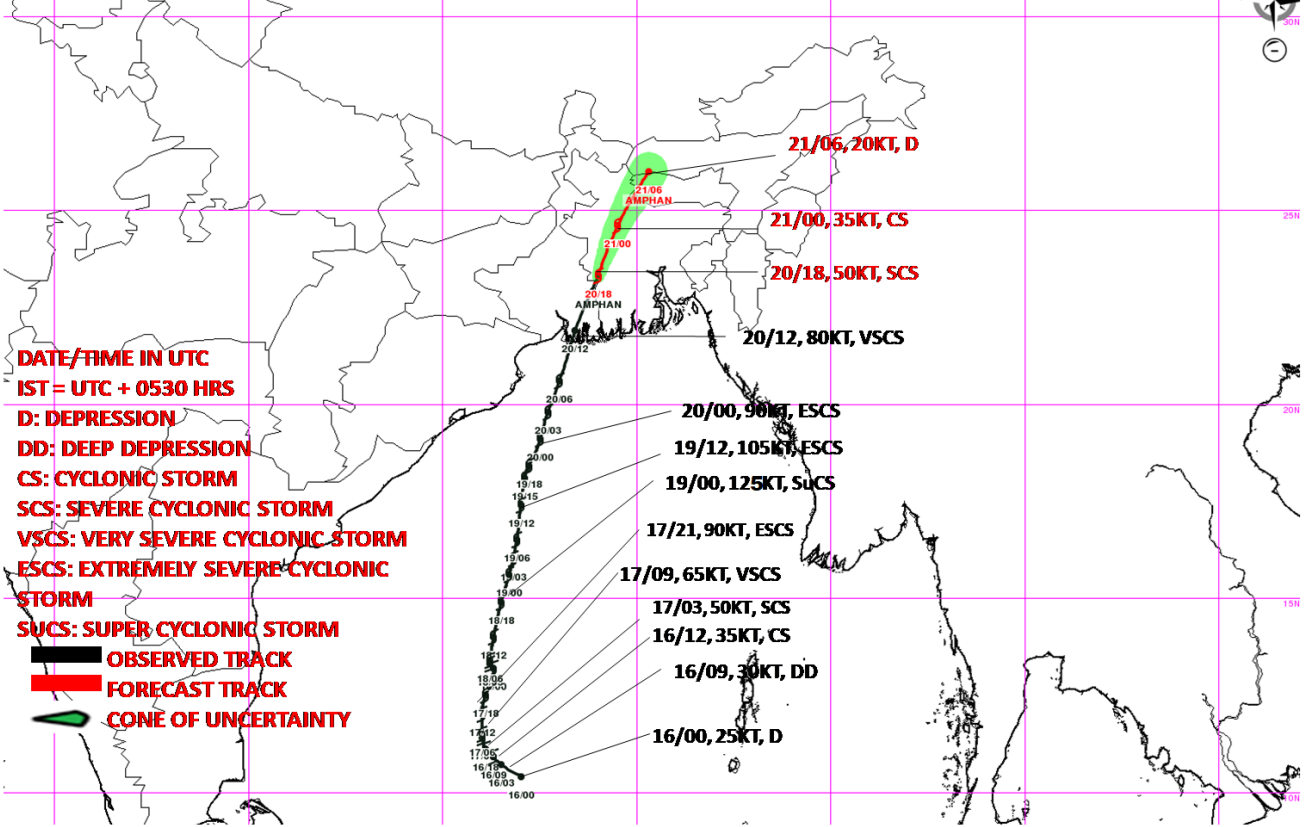 30N
21/06, 20KT, D
21/06
AMPHAN
25N
21/00, 35KT, CS
21/00
20/18, 50KT, SCS
20/18
AMPHAN
20/12, 80KT, VSCS
20/12
DATE/TIME IN UTC
IST = UTC + 0530 HRS
D: DEPRESSION
DD: DEEP DEPRESSION
CS: CYCLONIC STORM
SCS: SEVERE CYCLONIC STORM
VSCS: VERY SEVERE CYCLONIC STORM
ESCS: EXTREMELY SEVERE CYCLONIC
STORM
SUCS: SUPER CYCLONIC STORM
OBSERVED TRACK
FORECAST TRACK
CONE OF UNCERTAINTY
20/06
20N
20/00, 90KT, ESCS
20/03
19/12, 105KT, ESCS
20/00
19/00, 125KT, SuCS
19/18
19/15
19/12
17/21, 90KT, ESCS
19/06
17/09, 65KT, VSCS
19/03
19/00
15N
17/03, 50KT, SCS
18/18
16/12, 35KT, CS
18/12
16/09, 30KT, DD
18/06
17/18
17/12
16/00, 25KT, D
17/06
16/18
16/09
16/03
16/00
10N